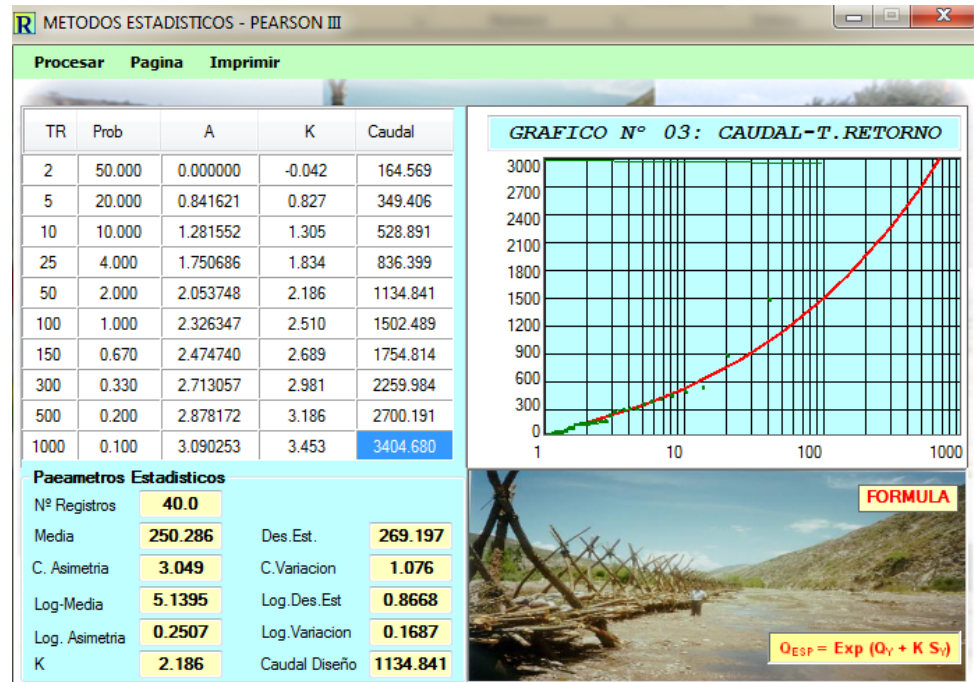 METODOS ESTADISTICOS - PEARSON III
Procesar Pagina Imprimir
TR Prob A K Caudal
2 50.000 0.000000 -0.042 164.569
5 20.000 0.841621 0.827 349.406
10 10.000 1.281552 1.305 528.891
25 4.000 1.750686 1.834 836.399
50 2.000 2.053748 2.186 1134.841
100 1.000 2.326347 2.510 1502.489
150 0.670 2.474740 2.689 1754.814
300 0.330 2.713057 2.981 2259.984
500 0.200 2.878172 3.186 2700.191
1000 0.100 3.090253 3.453 3404.680
GRAFICO Nº 03: CAUDAL-T.RETORNO
3000
2700
2400
2100
1800
1500
1200
900
600
300
0
1 10 100 1000
Paeametros Estadisticos
Nº Registros 40.0
Media 250.286 Des.Est. 269.197
C. Asimetria 3.049 C.Variacion 1.076
Log-Media 5.1395 Log.Des.Est 0.8668
Log. Asimetria 0.2507 Log.Variacion 0.1687
K 2.186 Caudal Diseño 1134.841
FORMULA
QESP = Exp (QY + K SY)